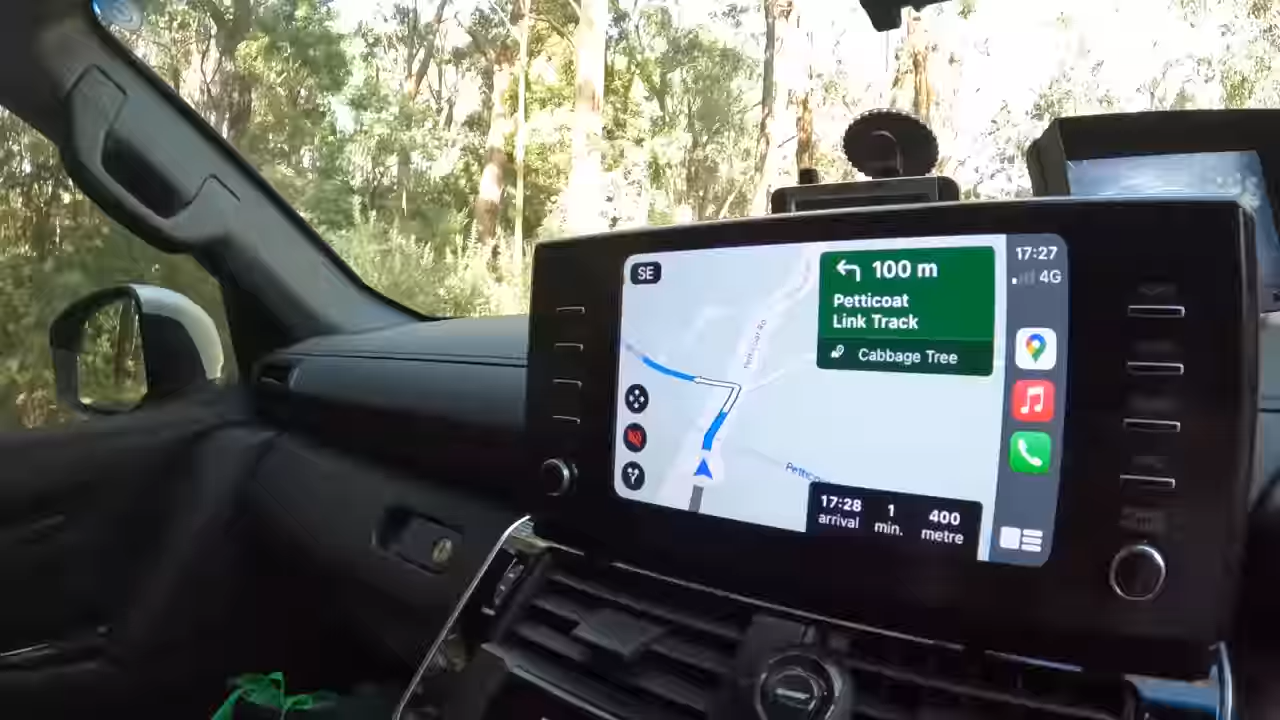 SE
100 m
Petticoat
Link Track
Cabbage Tree
17:27
4G
17:28
arrival
1
min.
400
metre